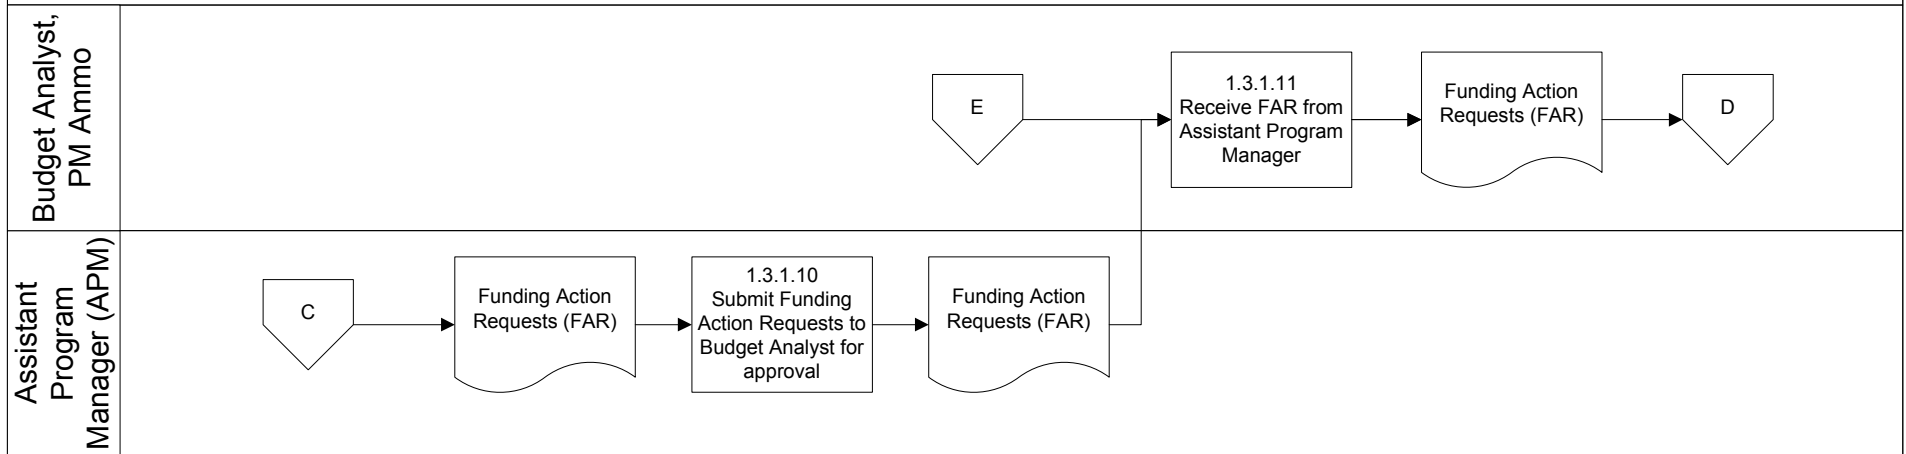 Budget Analyst,
PM Ammo
E
1.3.1.11
Receive FAR from
Assistant Program
Manager
Funding Action
Requests (FAR)
D
Assistant
Program
Manager (APM)
C
Funding Action
Requests (FAR)
1.3.1.10
Submit Funding
Action Requests to
Budget Analyst for
approval
Funding Action
Requests (FAR)